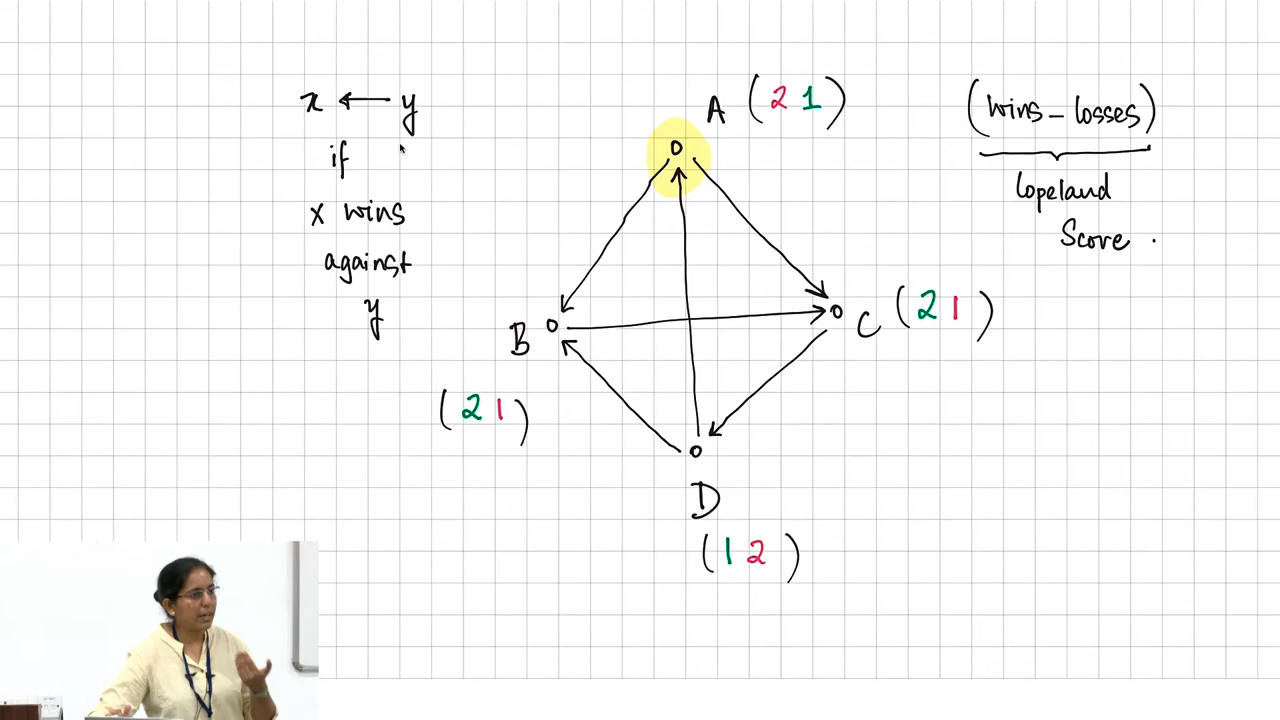 x ← y
if
x wins
against
y
A (2 1)
B
(2 1)
C (2 1)
D
(1 2)
(wins – losses)
Copeland
Score .